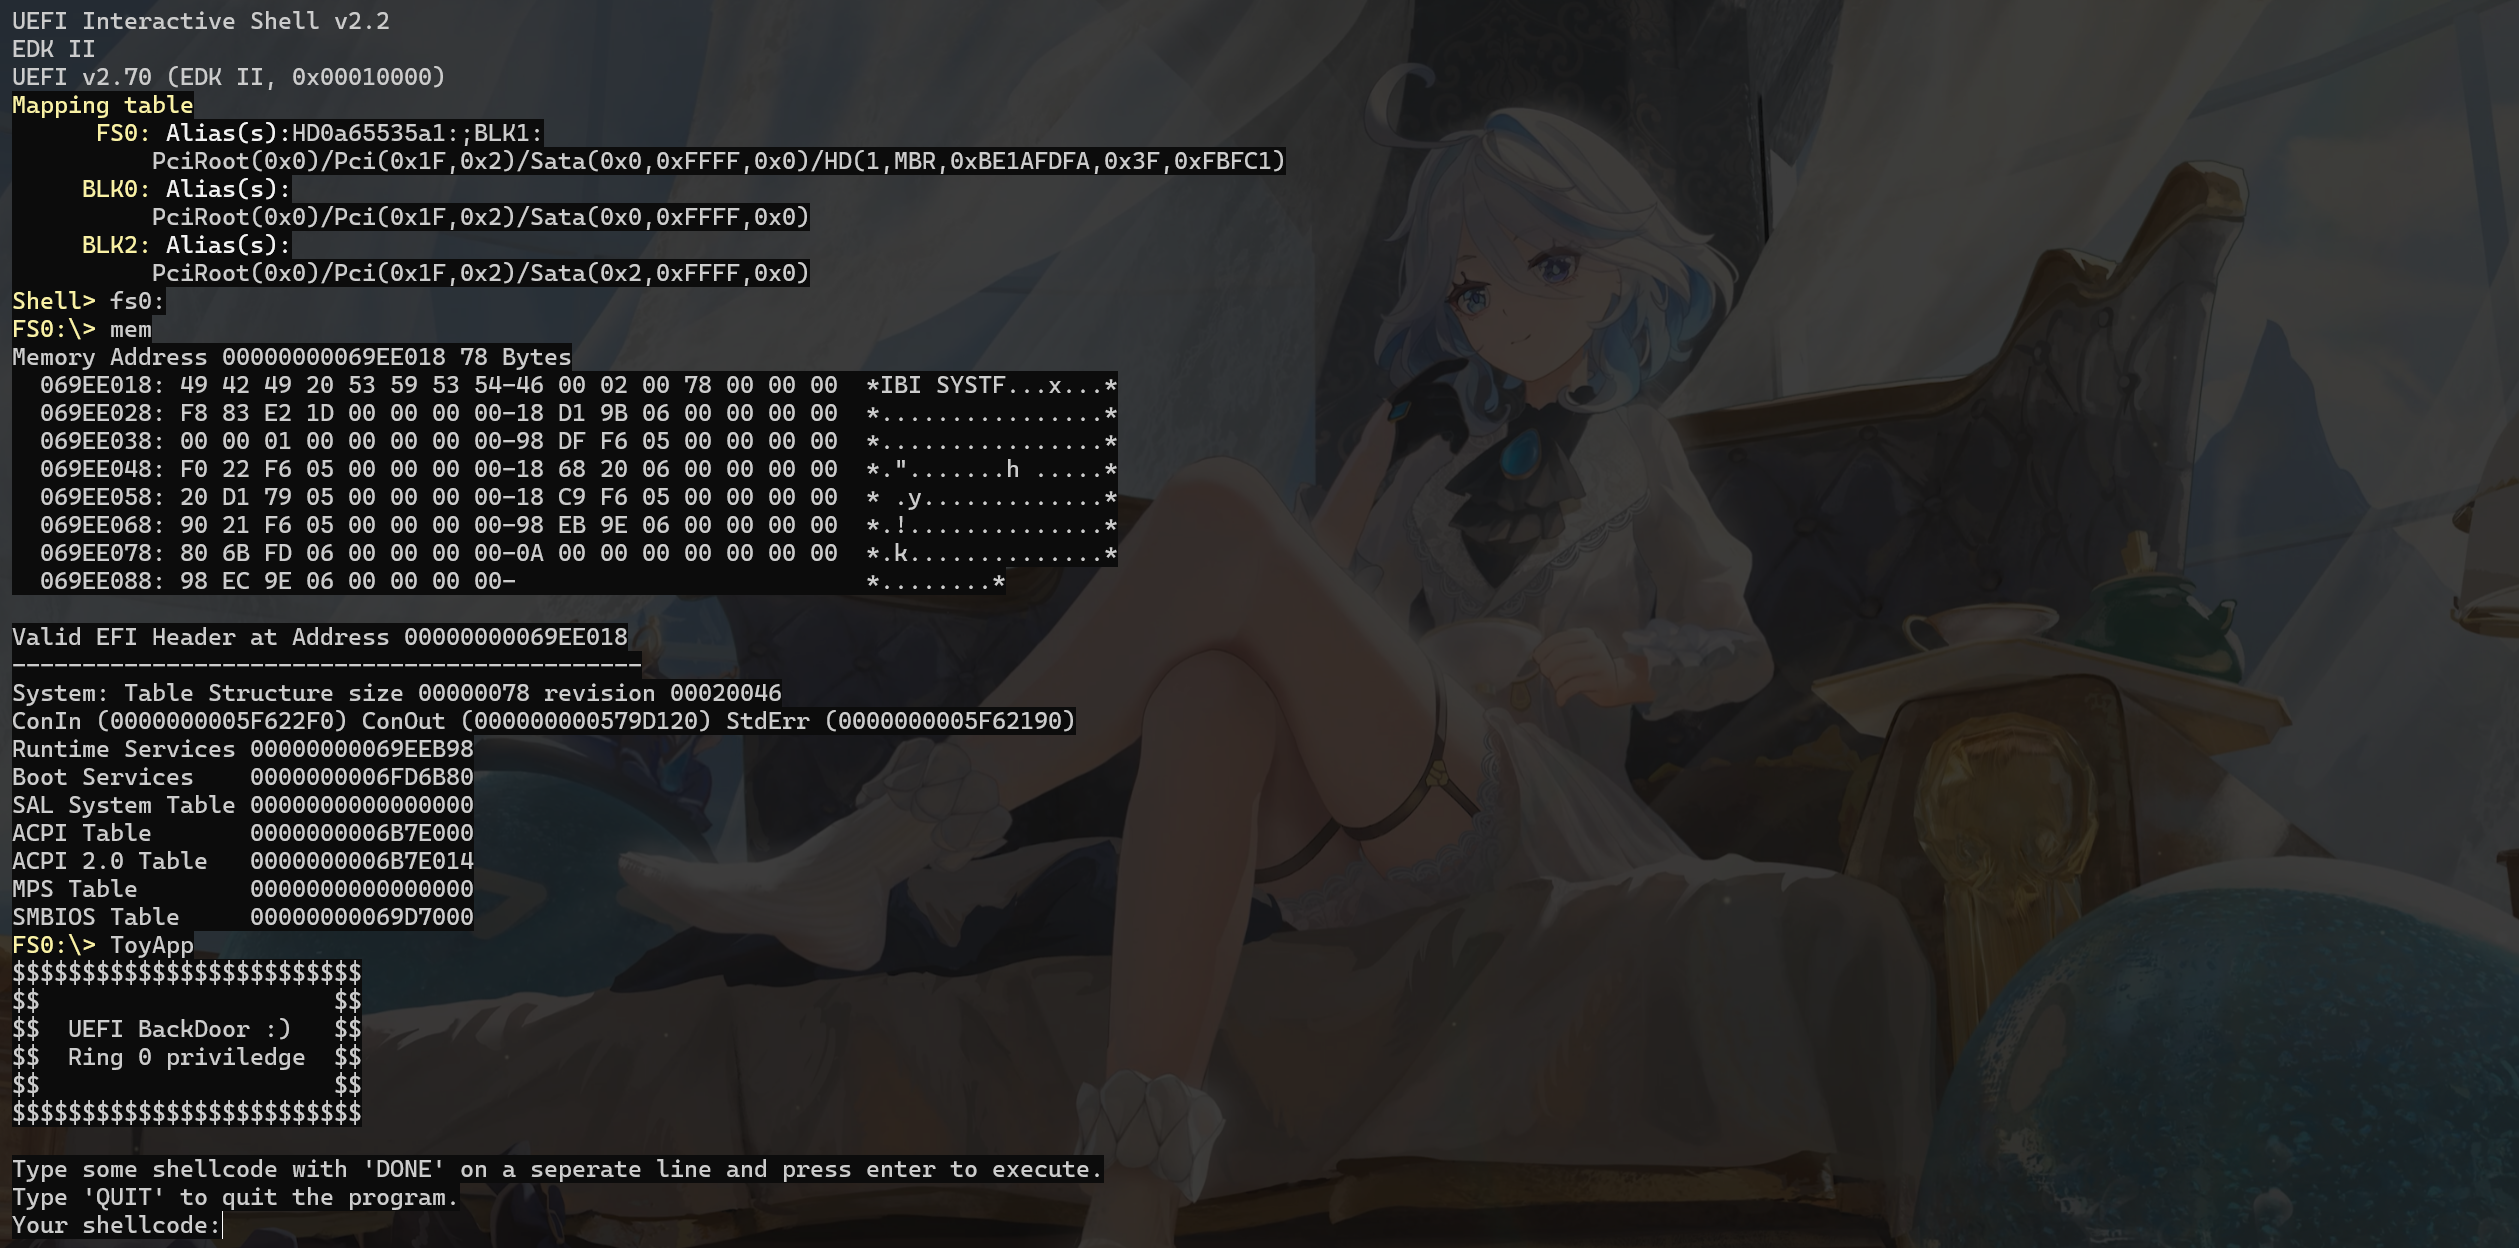 UEFI Interactive Shell v2.2
EDK II
UEFI v2.70 (EDK II, 0x00010000)
Mapping table
      FS0: Alias(s):HD0a65535a1:;BLK1:
          PciRoot(0x0)/Pci(0x1F,0x2)/Sata(0x0,0xFFFF,0x0)/HD(1,MBR,0xBE1AFDFA,0x3F,0xFBFC1)
     BLK0: Alias(s):
          PciRoot(0x0)/Pci(0x1F,0x2)/Sata(0x0,0xFFFF,0x0)
     BLK2: Alias(s):
          PciRoot(0x0)/Pci(0x1F,0x2)/Sata(0x2,0xFFFF,0x0)
Shell> fs0:
FS0:\> mem
Memory Address 00000000069EE018 78 Bytes
  069EE018: 49 42 49 20 53 59 53 54-46 00 02 00 78 00 00 00  *IBI SYSTF...x...*
  069EE028: F8 83 E2 1D 00 00 00 00-18 D1 9B 06 00 00 00 00  *................*
  069EE038: 00 00 01 00 00 00 00 00-98 DF F6 05 00 00 00 00  *................*
  069EE048: F0 22 F6 05 00 00 00 00-18 68 20 06 00 00 00 00  *.".......h .....*
  069EE058: 20 D1 79 05 00 00 00 00-18 C9 F6 05 00 00 00 00  * .y.............*
  069EE068: 90 21 F6 05 00 00 00 00-98 EB 9E 06 00 00 00 00  *.!..............*
  069EE078: 80 6B FD 06 00 00 00 00-0A 00 00 00 00 00 00 00  *.k..............*
  069EE088: 98 EC 9E 06 00 00 00 00-                         *........*

Valid EFI Header at Address 00000000069EE018
---------------------------------------------
System: Table Structure size 00000078 revision 00020046
ConIn (0000000005F622F0) ConOut (000000000579D120) StdErr (0000000005F62190)
Runtime Services 00000000069EEB98
Boot Services    0000000006FD6B80
SAL System Table 0000000000000000
ACPI Table       0000000006B7E000
ACPI 2.0 Table   0000000006B7E014
MPS Table        0000000000000000
SMBIOS Table     00000000069D7000
FS0:\> ToyApp
$$$$$$$$$$$$$$$$$$$$$$$$$
$$                     $$
$$  UEFI BackDoor :)   $$
$$  Ring 0 priviledge  $$
$$                     $$
$$$$$$$$$$$$$$$$$$$$$$$$$

Type some shellcode with 'DONE' on a seperate line and press enter to execute.
Type 'QUIT' to quit the program.
Your shellcode: